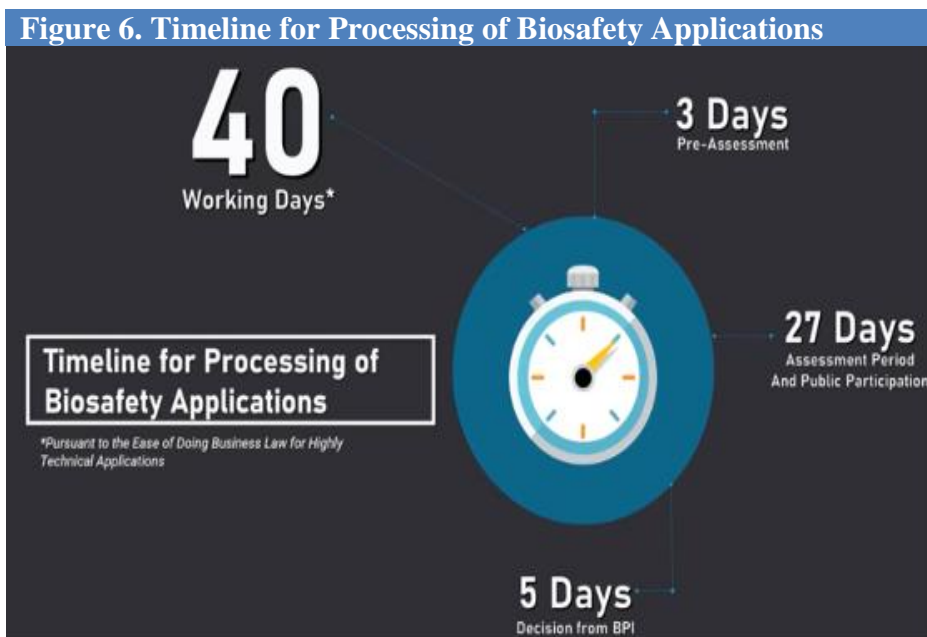 Figure 6. Timeline for Processing of Biosafety Applications
40
Working Days*
3 Days
Pre-Assessment
27 Days
Assessment Period
And Public Participation
Timeline for Processing of
Biosafety Applications
*Pursuant to the Ease of Doing Business Law for Highly
Technical Applications
5 Days
Decision from BPI